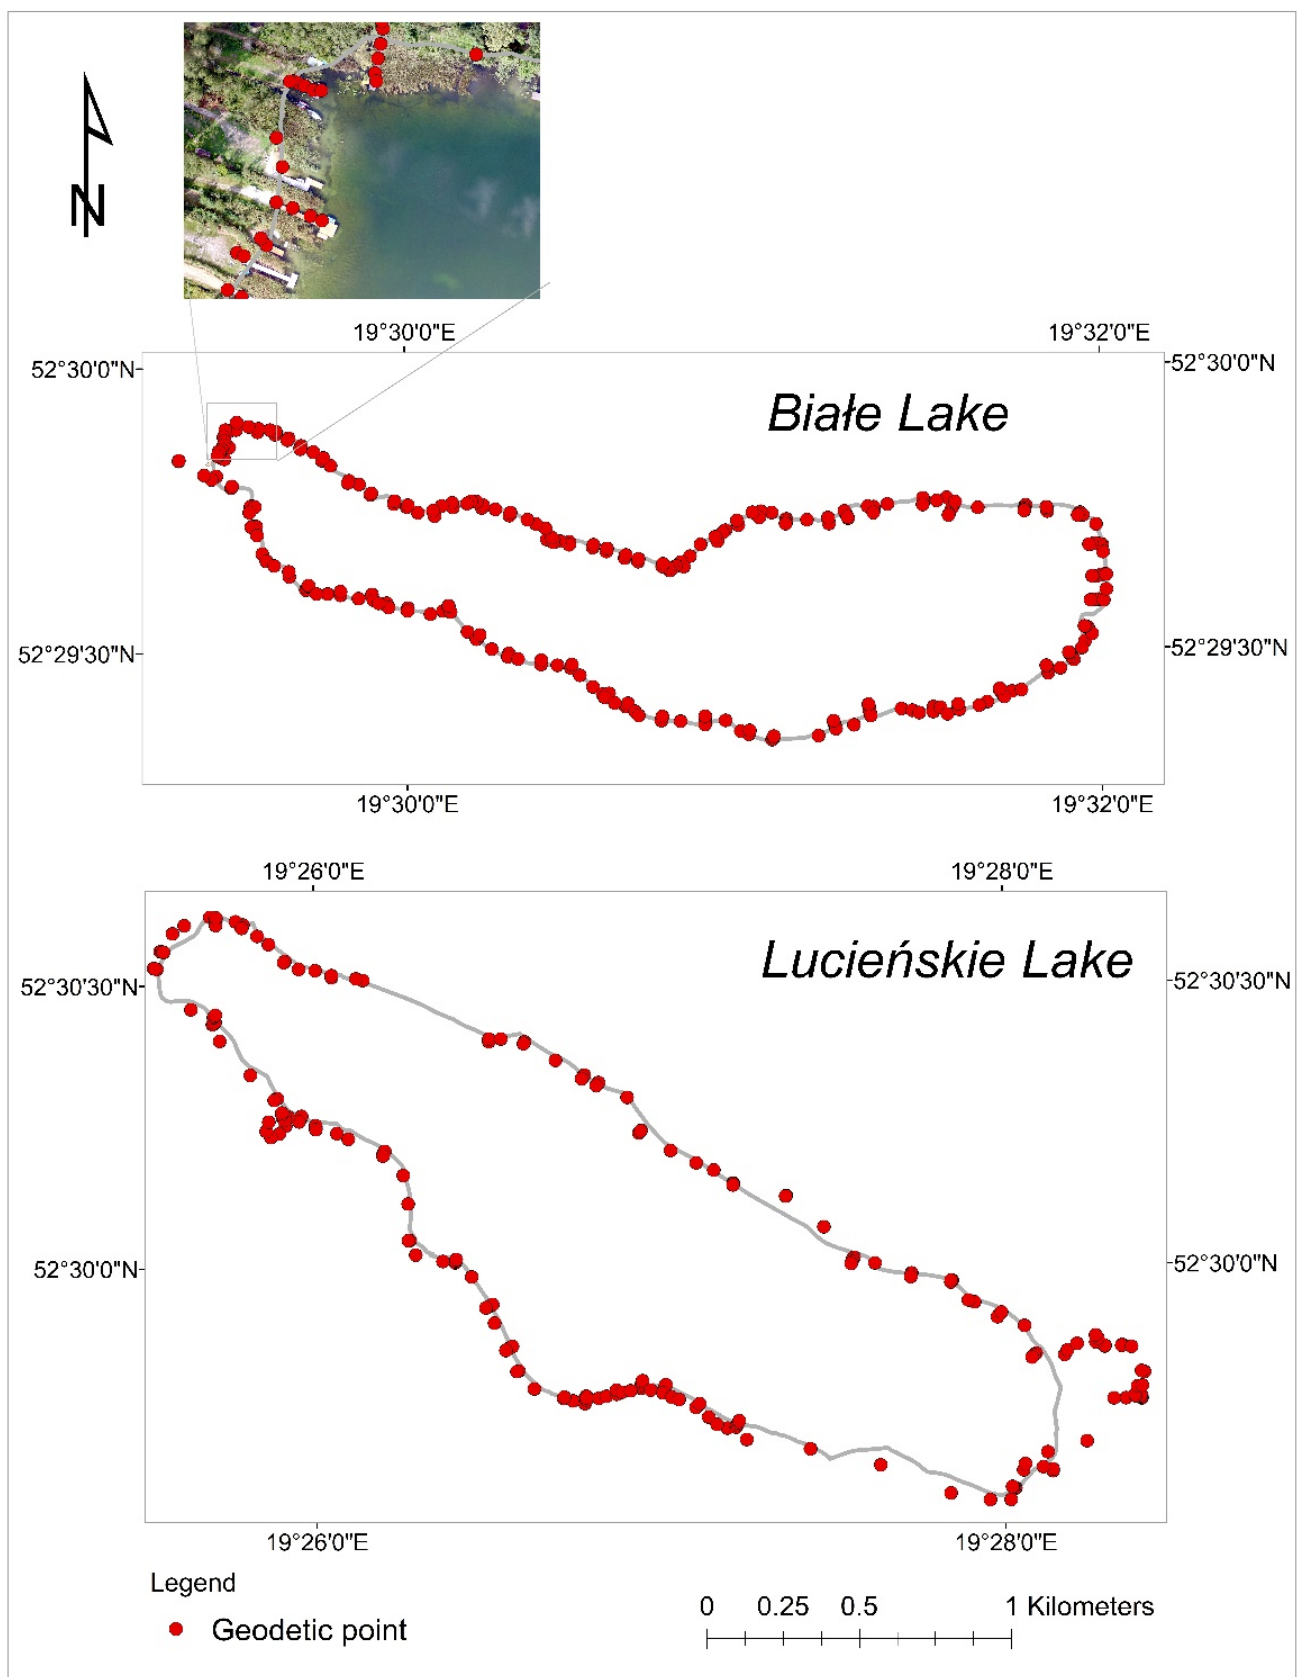 N
19°30'0"E 19°32'0"E
52°30'0"N 52°30'0"N
Białe Lake
52°29'30"N 52°29'30"N
19°30'0"E 19°32'0"E
19°26'0"E 19°28'0"E
Lucieńskie Lake
52°30'30"N 52°30'30"N
52°30'0"N 52°30'0"N
19°26'0"E 19°28'0"E
Legend
0 0.25 0.5 1 Kilometers
Geodetic point